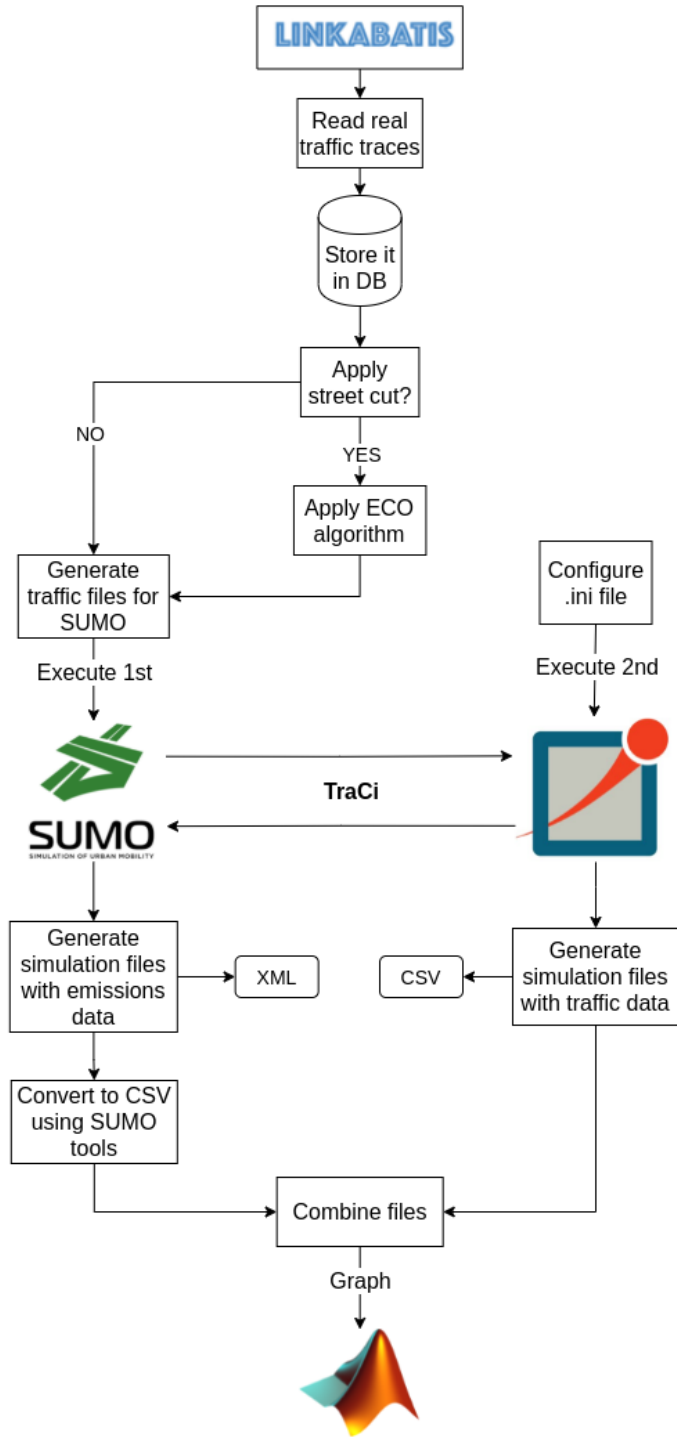 LINKABATIS
Read real
traffic traces
Store it
in DB
Apply
street cut?
NO
YES
Apply ECO
algorithm
Generate
traffic files for
SUMO
Configure
.ini file
Execute 1st
Execute 2nd
TraCi
SUMO
SIMULATION OF URBAN MOBILITY
Generate
simulation files
with emissions
data
XML
CSV
Generate
simulation files
with traffic data
Convert to CSV
using SUMO
tools
Combine files
Graph